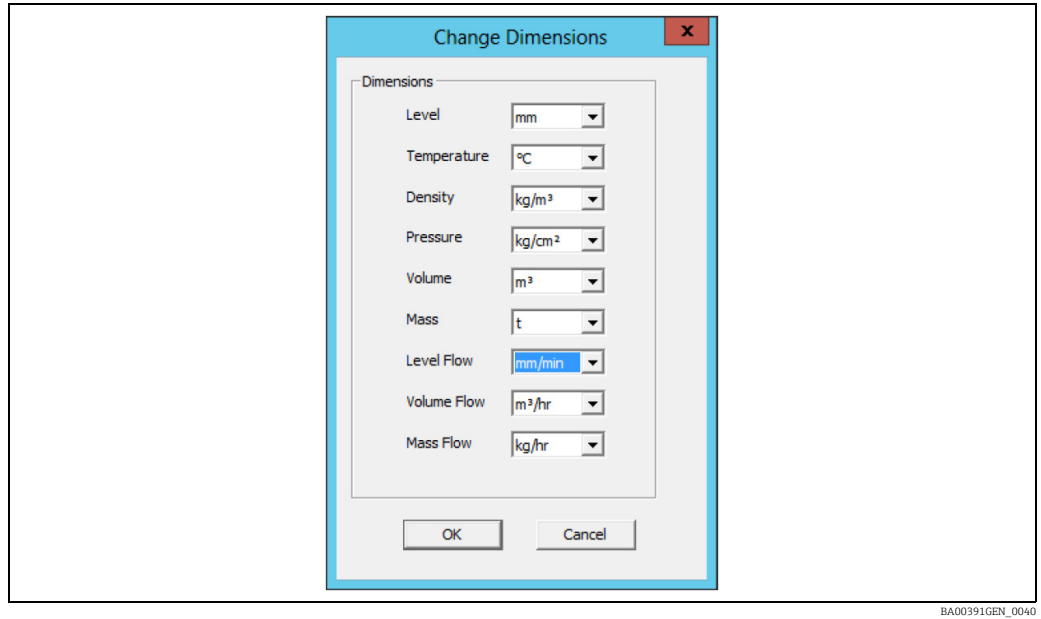 Change Dimensions
x
Dimensions
Level mm
Temperature °C
Density kg/m³
Pressure kg/cm²
Volume m³
Mass t
Level Flow mm/min
Volume Flow m³/hr
Mass Flow kg/hr
OK Cancel
BA00391GEN_0040